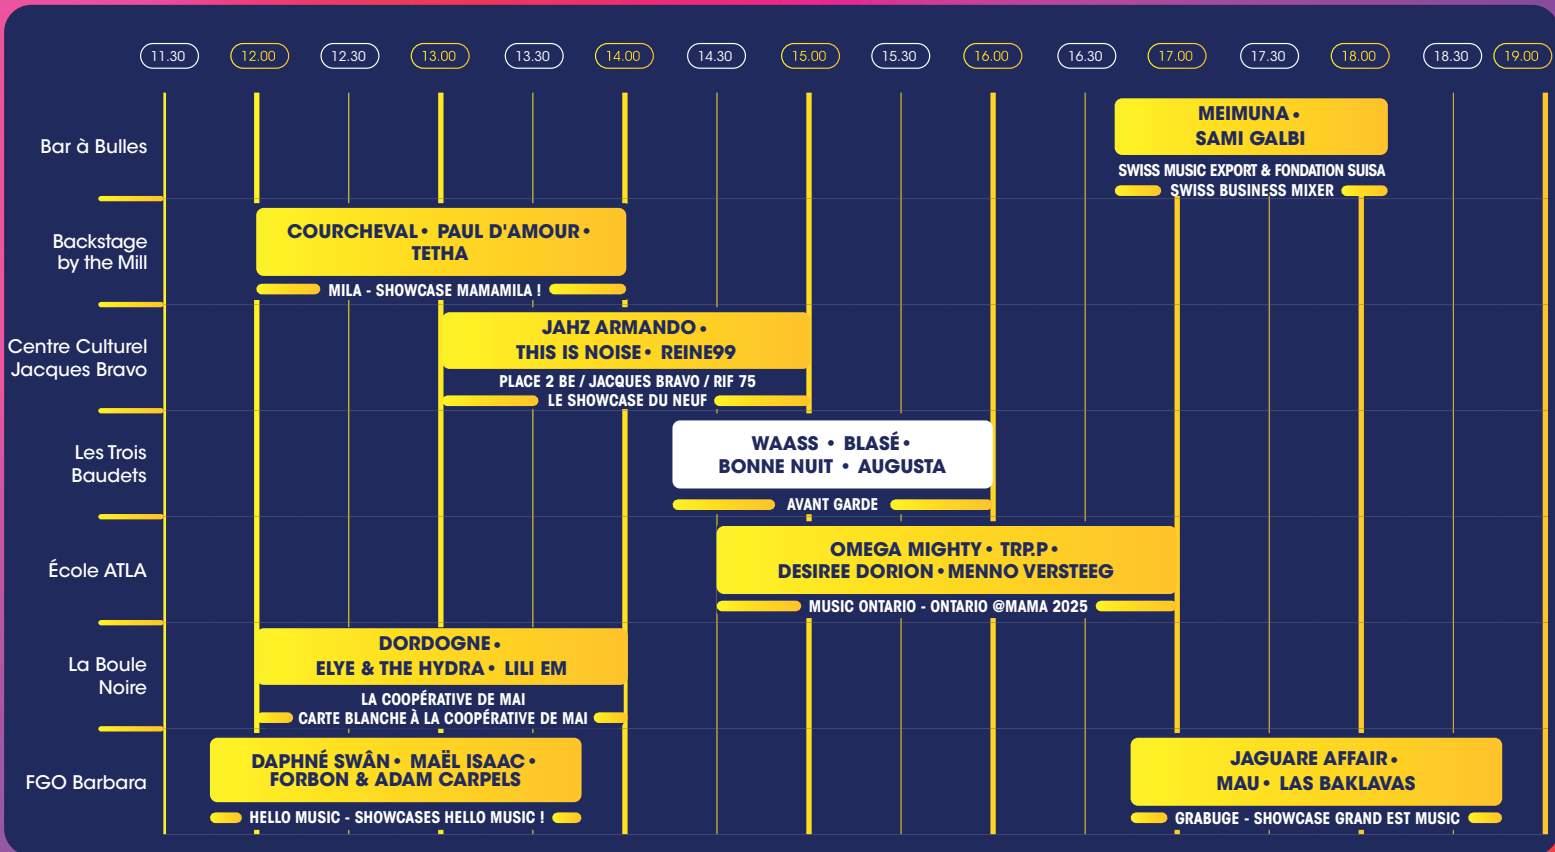 11.30 12.00 12.30 13.00 13.30 14.00 14.30 15.00 15.30 16.00 16.30 17.00 17.30 18.00 18.30 19.00
Bar à Bulles
MEIMUNA •
SAMI GALBI
SWISS MUSIC EXPORT & FONDATION SUISA
SWISS BUSINESS MIXER
Backstage
by the Mill
COURCHEVAL • PAUL D'AMOUR •
TETHA
MILA - SHOWCASE MAMAMILA !
Centre Culturel
Jacques Bravo
JAHZ ARMANDO •
THIS IS NOISE • REINE99
PLACE 2 BE / JACQUES BRAVO / RIF 75
LE SHOWCASE DU NEUF
Les Trois
Baudets
WAASS • BLASÉ •
BONNE NUIT • AUGUSTA
AVANT GARDE
École ATLA
OMEGA MIGHTY • TRP.P •
DESIREE DORION • MENNO VERSTEEG
MUSIC ONTARIO - ONTARIO @MAMA 2025
La Boule
Noire
DORDOGNE •
ELYE & THE HYDRA • LILI EM
LA COOPÉRATIVE DE MAI
CARTE BLANCHE À LA COOPÉRATIVE DE MAI
FGO Barbara
DAPHNÉ SWÂN • MAËL ISAAC •
FORBON & ADAM CARPELS
HELLO MUSIC - SHOWCASES HELLO MUSIC !
JAGUARE AFFAIR •
MAU • LAS BAKLAVAS
GRABUGE - SHOWCASE GRAND EST MUSIC